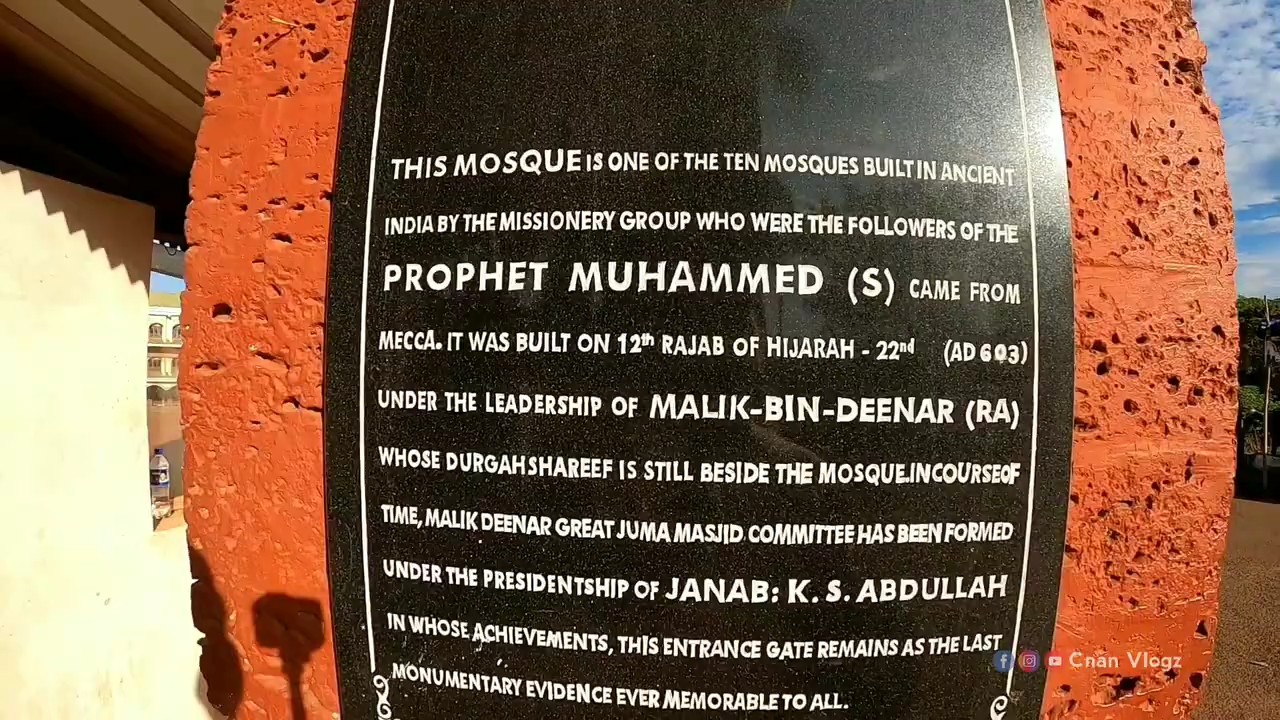 THIS MOSQUE IS ONE OF THE TEN MOSQUES BUILT IN ANCIENT
INDIA BY THE MISSIONERY GROUP WHO WERE THE FOLLOWERS OF THE
PROPHET MUHAMMED (S) CAME FROM
MECCA. IT WAS BUILT ON 12th RAJAB OF HIJARAH - 22nd (AD 603)
UNDER THE LEADERSHIP OF MALIK-BIN-DEENAR (RA)
WHOSE DURGAH SHAREEF IS STILL BESIDE THE MOSQUE.IN COURSE OF
TIME, MALIK DEENAR GREAT JUMA MASJID COMMITTEE HAS BEEN FORMED
UNDER THE PRESIDENTSHIP OF JANAB: K. S. ABDULLAH
IN WHOSE ACHIEVEMENTS, THIS ENTRANCE GATE REMAINS AS THE LAST
MONUMENTARY EVIDENCE EVER MEMORABLE TO ALL.
Cnan Vlogz